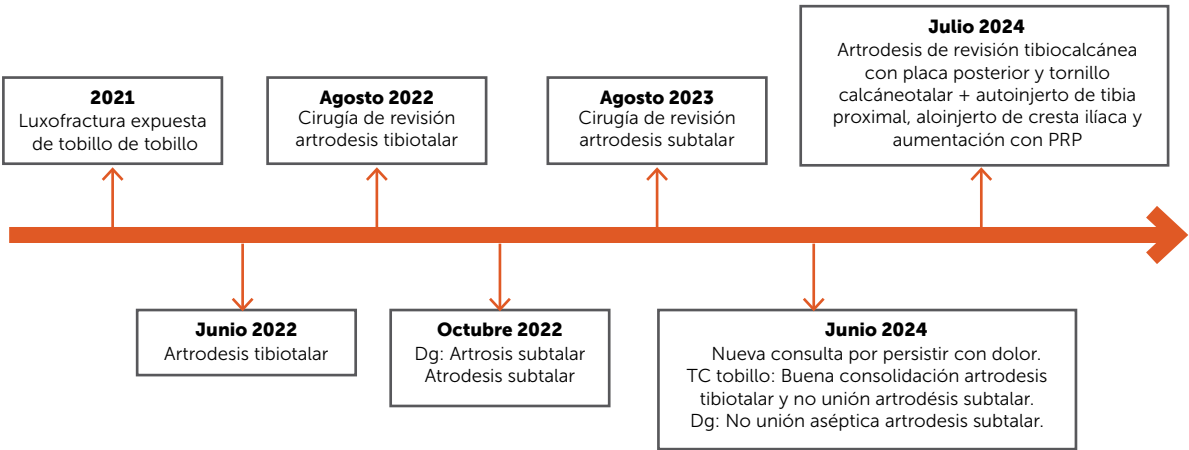 2021
Luxofractura expuesta
de tobillo de tobillo
Junio 2022
Artrodesis tibiotalar
Agosto 2022
Cirugía de revisión
artrodesis tibiotalar
Octubre 2022
Dg: Artrosis subtalar
Atrodesis subtalar
Agosto 2023
Cirugía de revisión
artrodesis subtalar
Junio 2024
Nueva consulta por persistir con dolor.
TC tobillo: Buena consolidación artrodesis
tibiotalar y no unión artrodésis subtalar.
Dg: No unión aséptica artrodesis subtalar.
Julio 2024
Artrodesis de revisión tibiocalcánea
con placa posterior y tornillo
calcáneotalar + autoinjerto de tibia
proximal, aloinjerto de cresta ilíaca y
aumentación con PRP